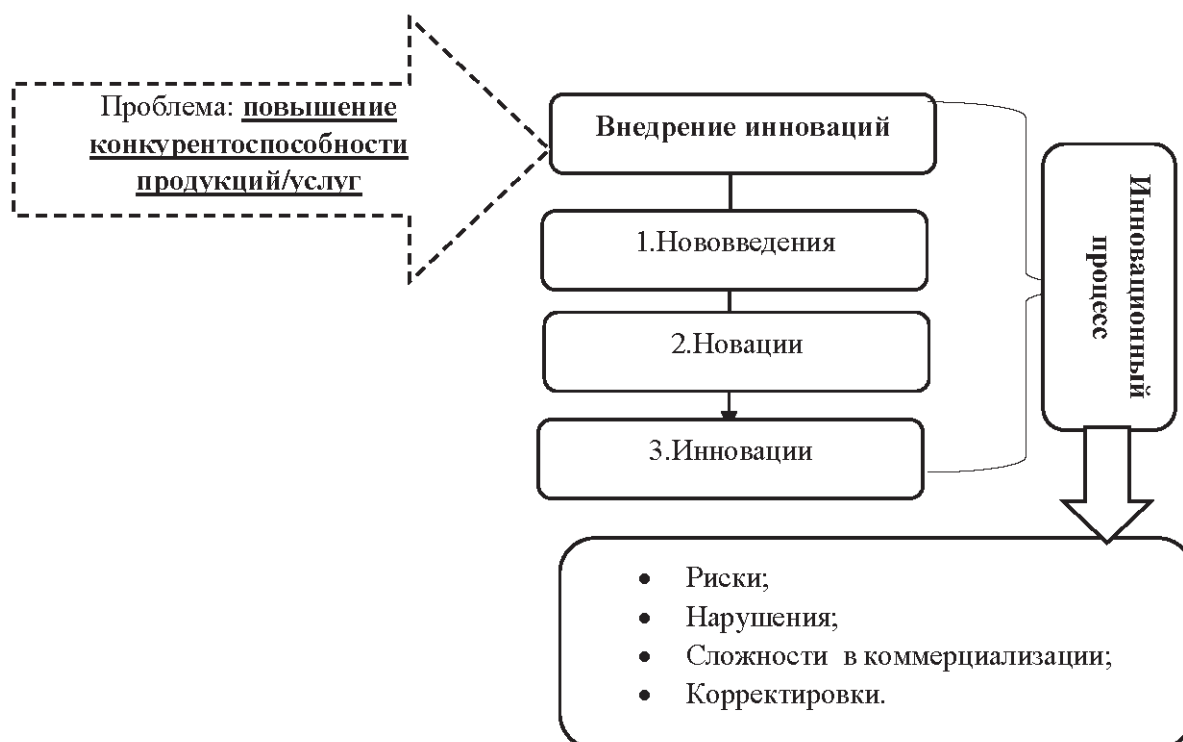 Проблема: повышение
конкурентоспособности
продукций/услуг
Внедрение инноваций
1.Нововведения
2.Новации
3.Инновации
Инновационный
процесс
• Риски;
• Нарушения;
• Сложности в коммерциализации;
• Корректировки.